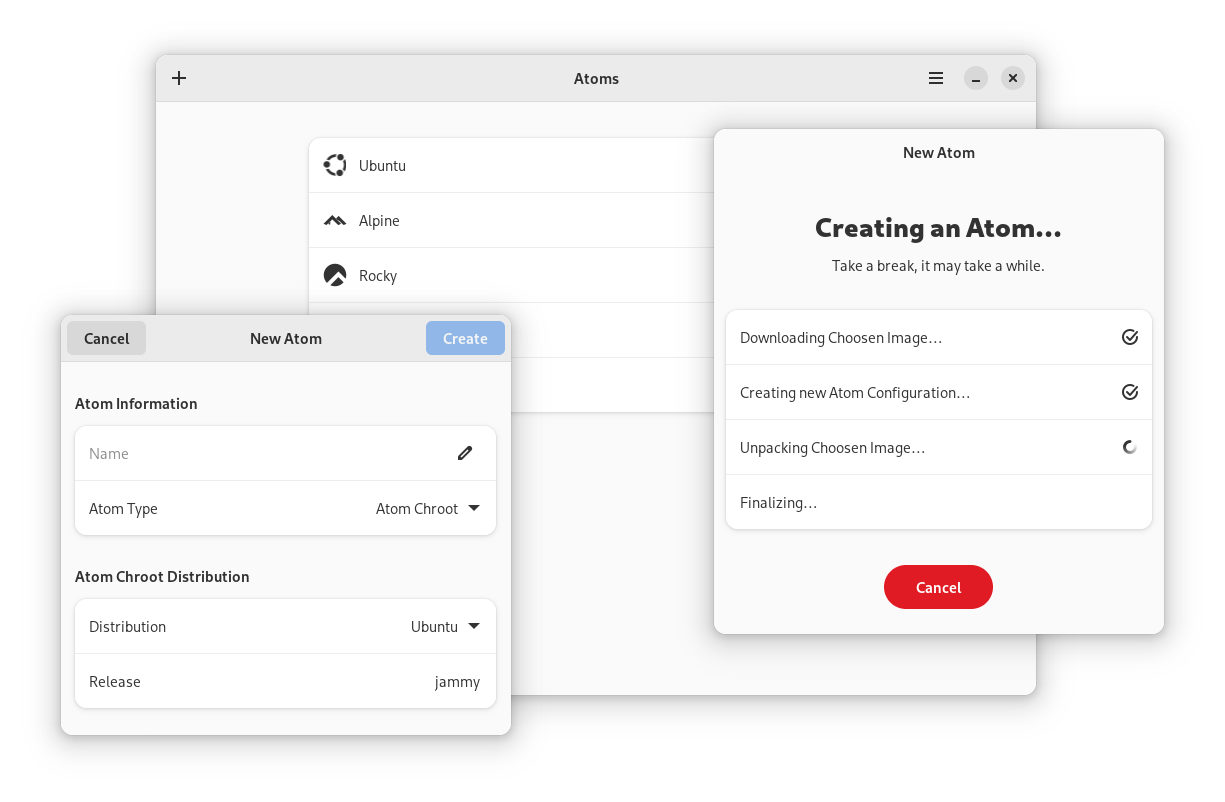 Atoms
Ubuntu
Alpine
Rocky
New Atom
Creating an Atom...
Take a break, it may take a while.
Downloading Choosen Image...
Creating new Atom Configuration...
Unpacking Choosen Image...
Finalizing...
Cancel
Cancel New Atom Create
Atom Information
Name
Atom Type Atom Chroot
Atom Chroot Distribution
Distribution Ubuntu
Release jammy